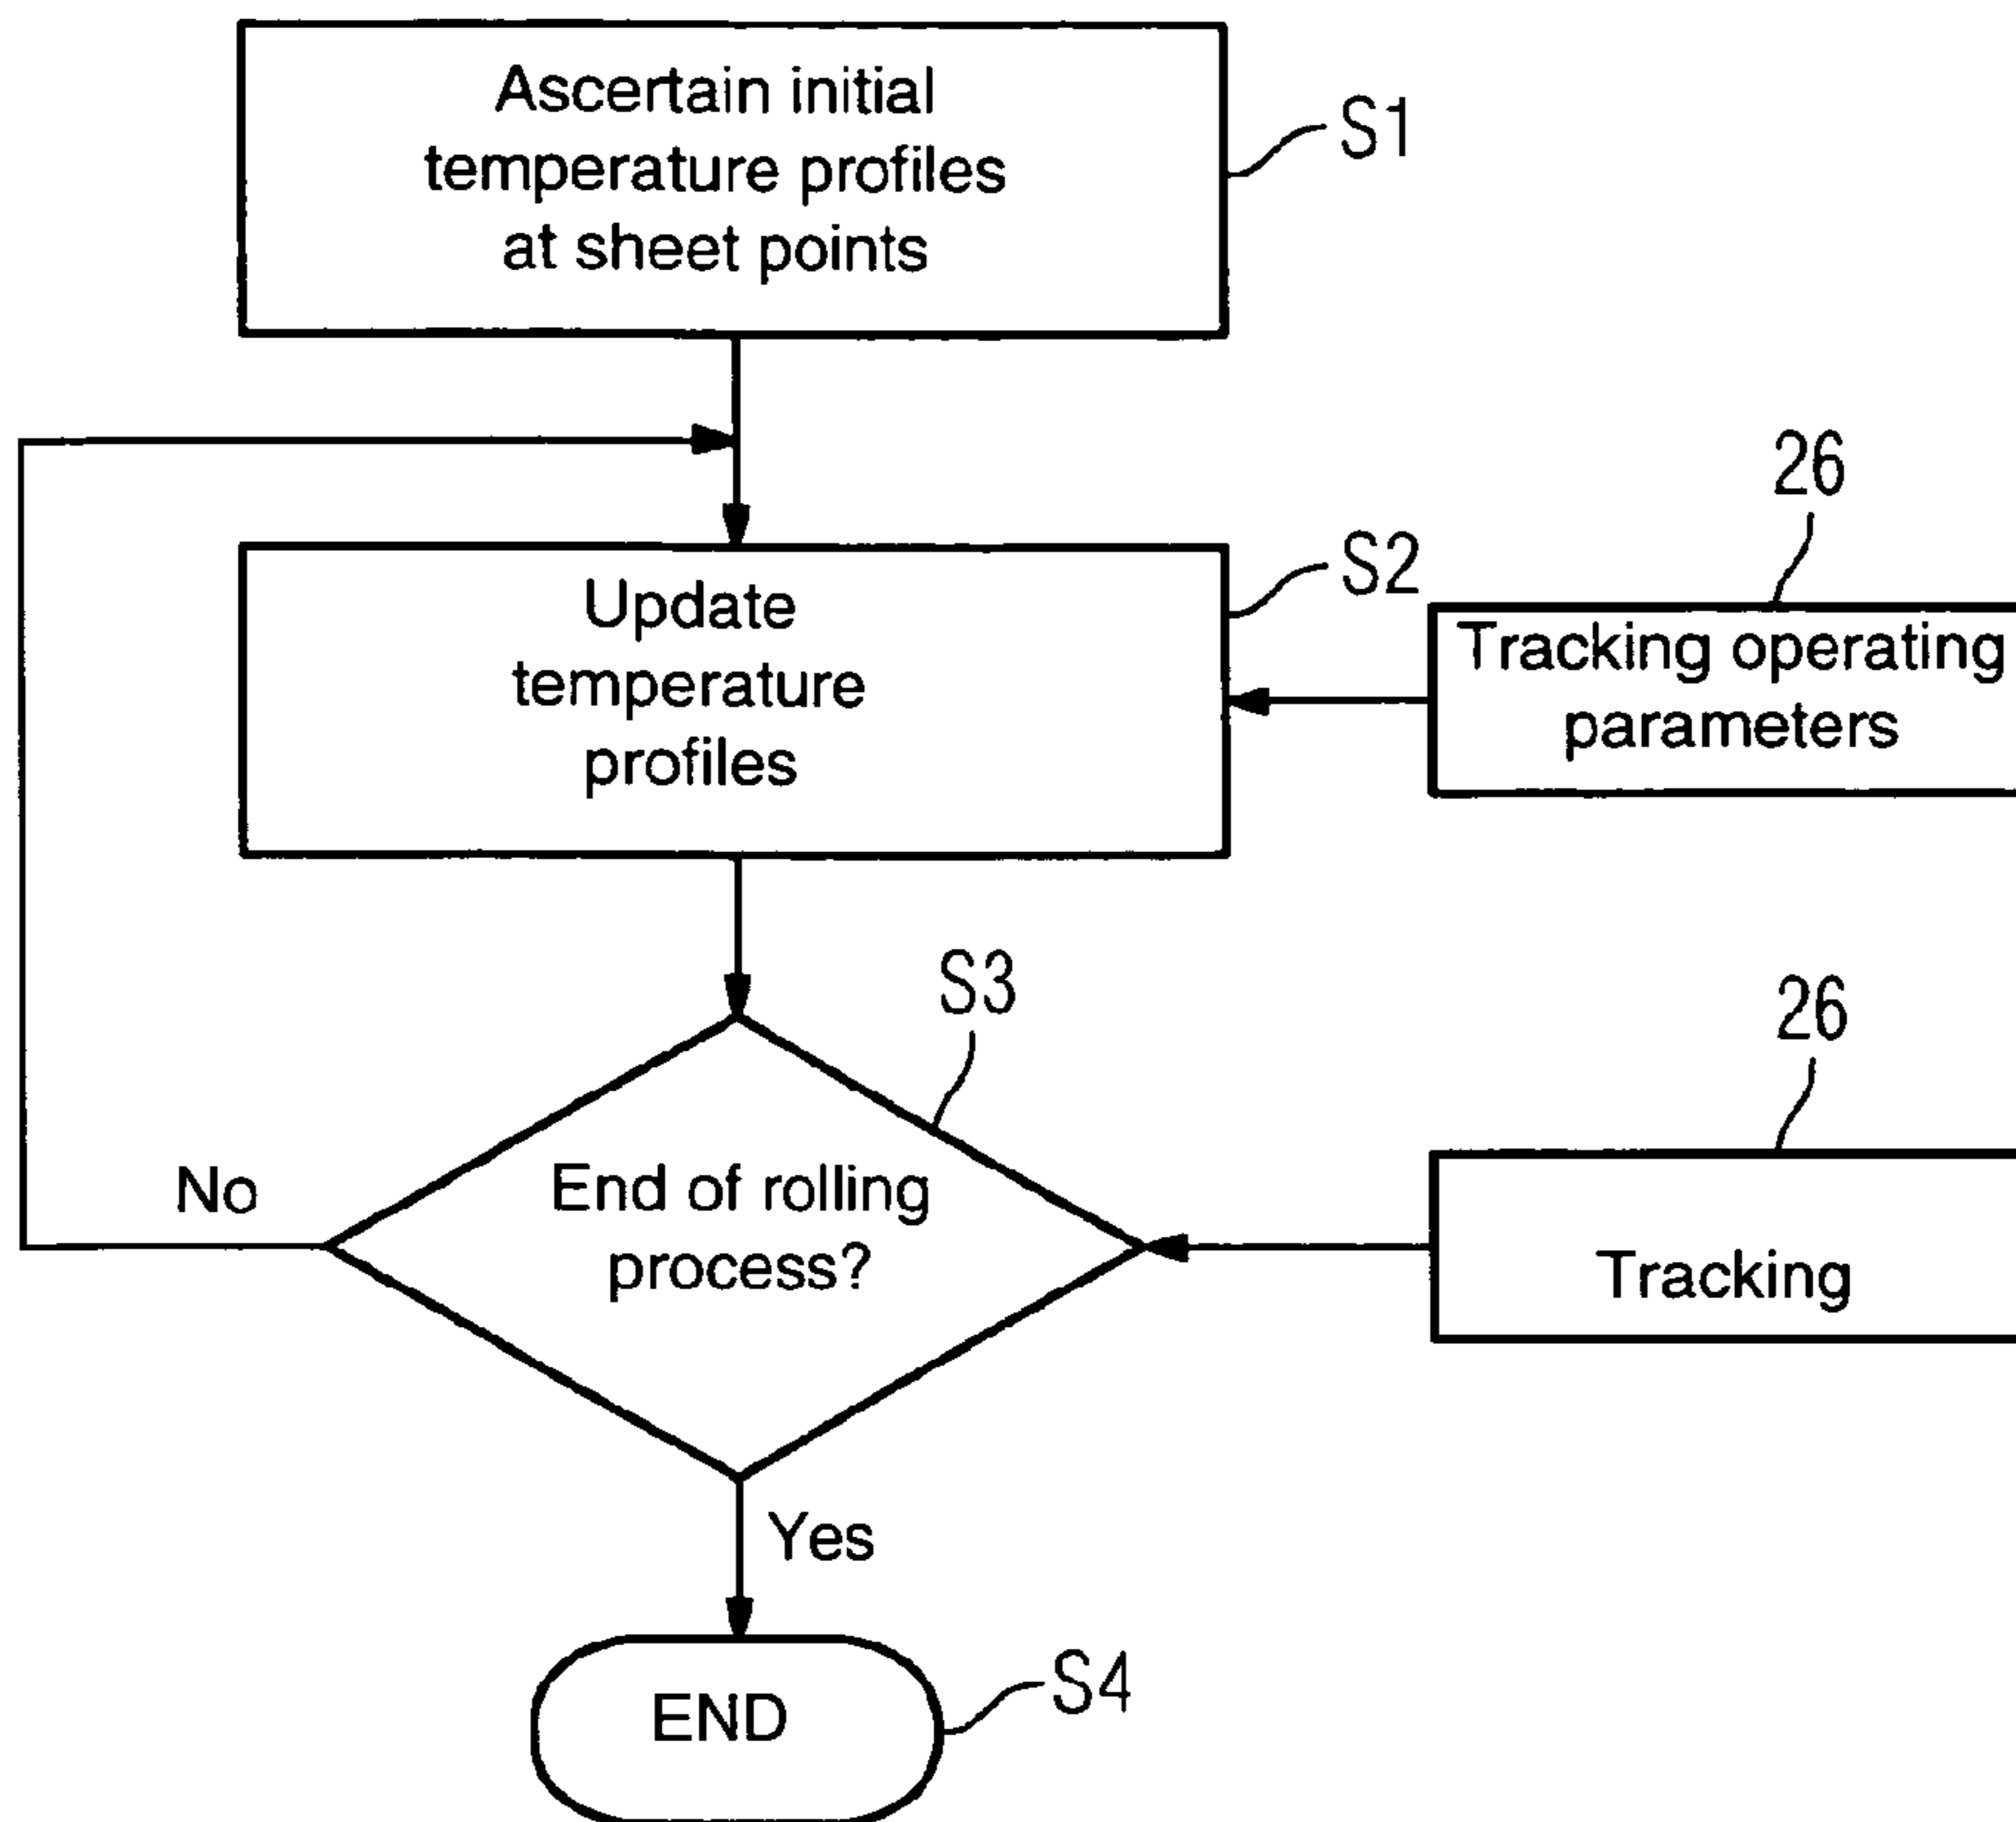 Ascertain initial
temperature profiles
at sheet points
S1
26
Update
temperature
profiles
S2
Tracking operating
parameters
S3
26
No
End of rolling
process?
Tracking
Yes
END
S4